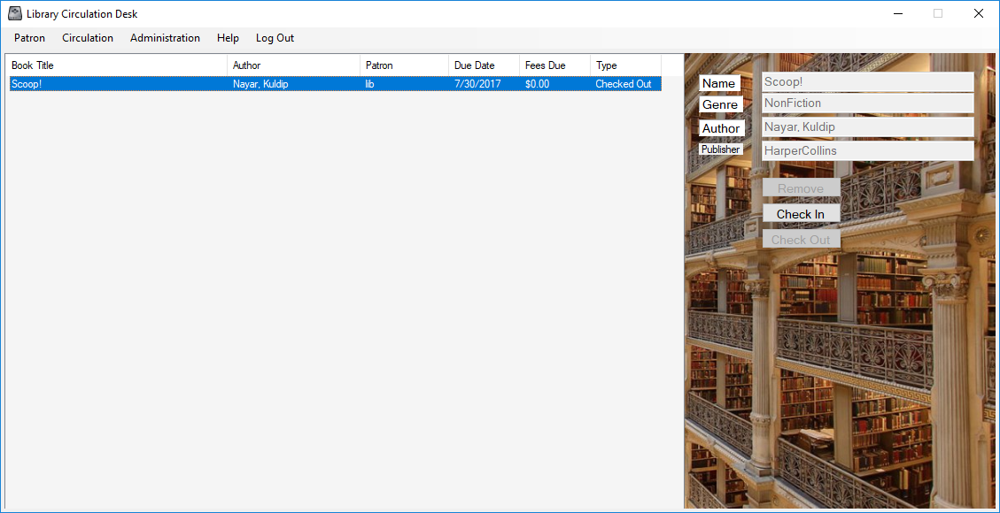 Library Circulation Desk
Patron Circulation Administration Help Log Out
Book Title Author Patron Due Date Fees Due Type
Scoop! Nayar, Kuldip lib 7/30/2017 $0.00 Checked Out
Name Scoop!
Genre NonFiction
Author Nayar, Kuldip
Publisher HarperCollins
Remove
Check In
Check Out